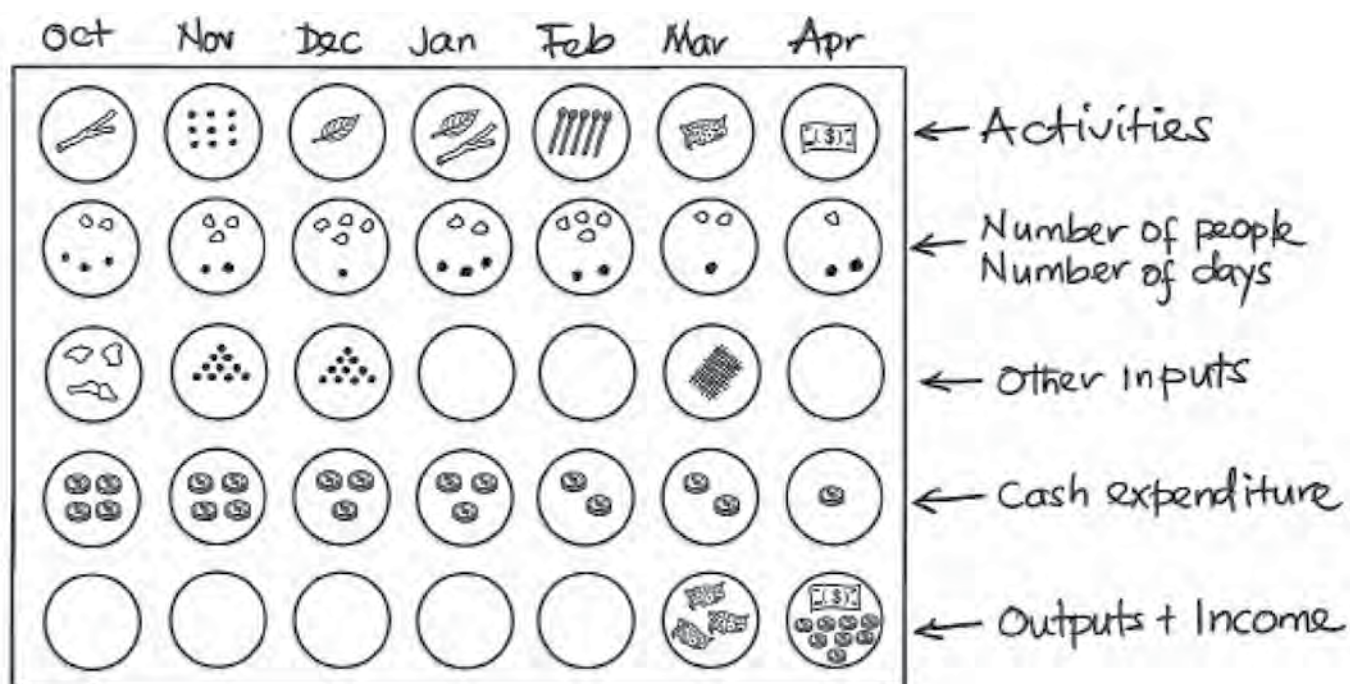 Oct Nov Dec Jan Feb Mar Apr
← Activities
($)
← Number of people
Number of days
← Other inputs
← Cash expenditure
($)
← Outputs + Income